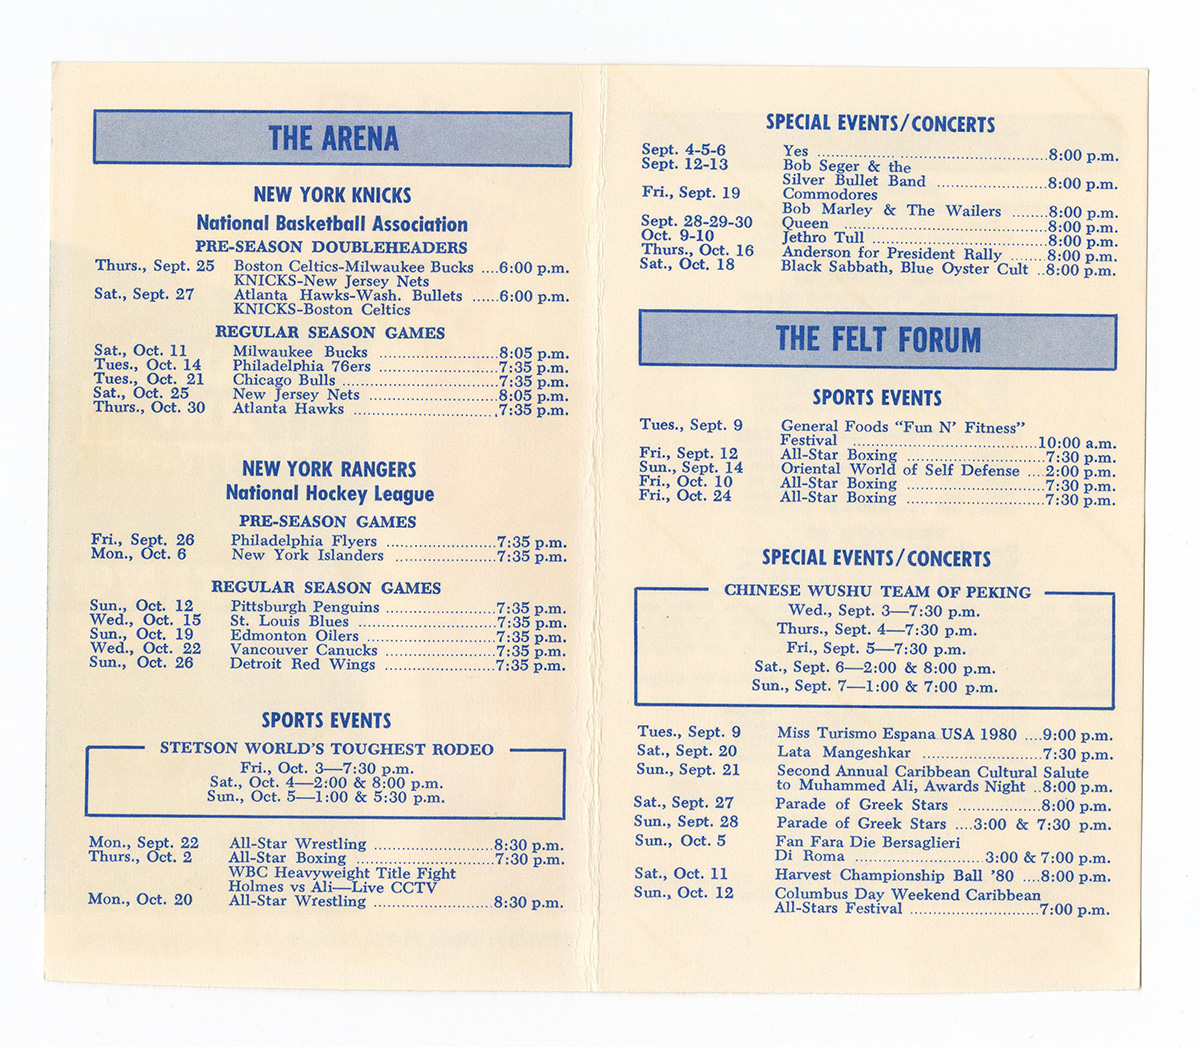 THE ARENA
NEW YORK KNICKS
National Basketball Association
PRE-SEASON DOUBLEHEADERS
Thurs., Sept. 25 Boston Celtics-Milwaukee Bucks ....6:00 p.m.
KNICKS-New Jersey Nets
Sat., Sept. 27 Atlanta Hawks-Wash. Bullets ......6:00 p.m.
KNICKS-Boston Celtics
REGULAR SEASON GAMES
Sat., Oct. 11 Milwaukee Bucks ........................8:05 p.m.
Tues., Oct. 14 Philadelphia 76ers ........................7:35 p.m.
Tues., Oct. 21 Chicago Bulls ................................7:35 p.m.
Sat., Oct. 25 New Jersey Nets ..........................8:05 p.m.
Thurs., Oct. 30 Atlanta Hawks ..............................7:35 p.m.
NEW YORK RANGERS
National Hockey League
PRE-SEASON GAMES
Fri., Sept. 26 Philadelphia Flyers ......................7:35 p.m.
Mon., Oct. 6 New York Islanders ....................7:35 p.m.
REGULAR SEASON GAMES
Sun., Oct. 12 Pittsburgh Penguins ......................7:35 p.m.
Wed., Oct. 15 St. Louis Blues ............................7:35 p.m.
Sun., Oct. 19 Edmonton Oilers ..........................7:35 p.m.
Wed., Oct. 22 Vancouver Canucks ......................7:35 p.m.
Sun., Oct. 26 Detroit Red Wings ......................7:35 p.m.
SPORTS EVENTS
STETSON WORLD'S TOUGHEST RODEO
Fri., Oct. 3—7:30 p.m.
Sat., Oct. 4—2:00 & 8:00 p.m.
Sun., Oct. 5—1:00 & 5:30 p.m.
Mon., Sept. 22 All-Star Wrestling ........................8:30 p.m.
Thurs., Oct. 2 All-Star Boxing ............................7:30 p.m.
WBC Heavyweight Title Fight
Holmes vs Ali—Live CCTV
Mon., Oct. 20 All-Star Wrestling ........................8:30 p.m.
SPECIAL EVENTS/CONCERTS
Sept. 4-5-6 Yes ..............................................8:00 p.m.
Sept. 12-13 Bob Seger & the
Silver Bullet Band ......................8:00 p.m.
Fri., Sept. 19 Commodores
Bob Marley & The Wailers ........8:00 p.m.
Sept. 28-29-30 Queen ..........................................8:00 p.m.
Oct. 9-10 Jethro Tull ..................................8:00 p.m.
Thurs., Oct. 16 Anderson for President Rally .......8:00 p.m.
Sat., Oct. 18 Black Sabbath, Blue Oyster Cult ..8:00 p.m.
THE FELT FORUM
SPORTS EVENTS
Tues., Sept. 9 General Foods "Fun N' Fitness"
Festival ....................................10:00 a.m.
Fri., Sept. 12 All-Star Boxing ............................7:30 p.m.
Sun., Sept. 14 Oriental World of Self Defense ...2:00 p.m.
Fri., Oct. 10 All-Star Boxing ............................7:30 p.m.
Fri., Oct. 24 All-Star Boxing ............................7:30 p.m.
SPECIAL EVENTS/CONCERTS
CHINESE WUSHU TEAM OF PEKING
Wed., Sept. 3—7:30 p.m.
Thurs., Sept. 4—7:30 p.m.
Fri., Sept. 5—7:30 p.m.
Sat., Sept. 6—2:00 & 8:00 p.m.
Sun., Sept. 7—1:00 & 7:00 p.m.
Tues., Sept. 9 Miss Turismo Espana USA 1980 ....9:00 p.m.
Sat., Sept. 20 Lata Mangeshkar ........................7:30 p.m.
Sun., Sept. 21 Second Annual Caribbean Cultural Salute
to Muhammed Ali, Awards Night ..8:00 p.m.
Sat., Sept. 27 Parade of Greek Stars ................8:00 p.m.
Sun., Sept. 28 Parade of Greek Stars ....3:00 & 7:30 p.m.
Sun., Oct. 5 Fan Fara Die Bersaglieri
Di Roma ..........................3:00 & 7:00 p.m.
Sat., Oct. 11 Harvest Championship Ball '80 ....8:00 p.m.
Sun., Oct. 12 Columbus Day Weekend Caribbean
All-Stars Festival ..........................7:00 p.m.